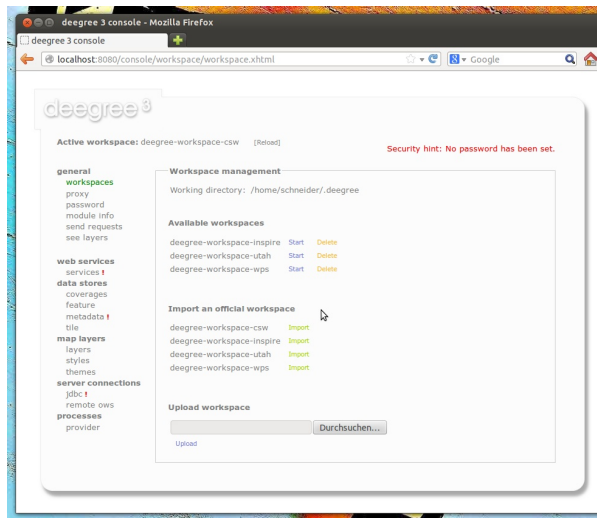 deegree 3 console - Mozilla Firefox
deegree 3 console
localhost:8080/console/workspace/workspace.xhtml
Google
deegree 3
Active workspace: deegree-workspace-csw [Reload]
Security hint: No password has been set.
general
workspaces
proxy
password
module info
send requests
see layers
web services
services !
data stores
coverages
feature
metadata !
tile
map layers
layers
styles
themes
server connections
jdbc !
remote ows
processes
provider
Workspace management
Working directory: /home/schneider/.deegree
Available workspaces
deegree-workspace-inspire Start Delete
deegree-workspace-utah Start Delete
deegree-workspace-wps Start Delete
Import an official workspace
deegree-workspace-csw Import
deegree-workspace-inspire Import
deegree-workspace-utah Import
deegree-workspace-wps Import
Upload workspace
Durchsuchen...
Upload